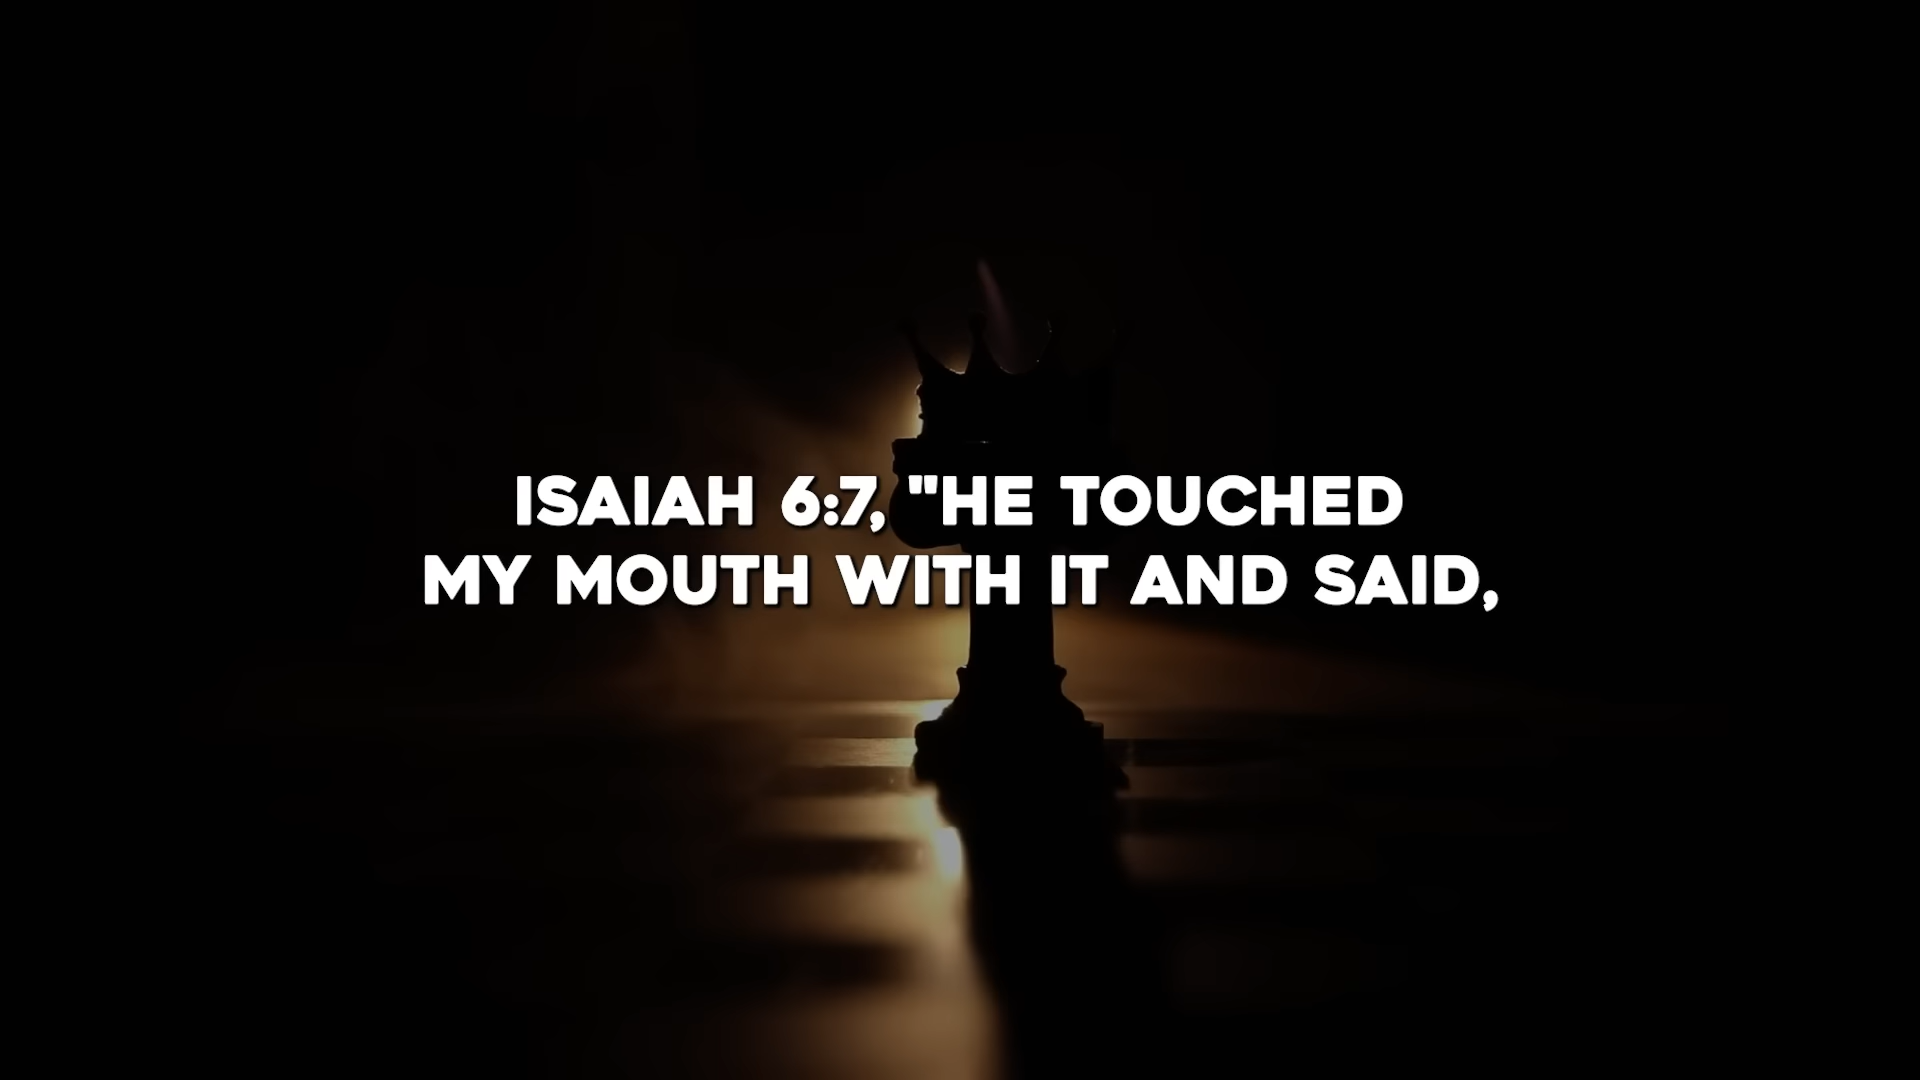 ISAIAH 6:7, "HE TOUCHED
MY MOUTH WITH IT AND SAID,